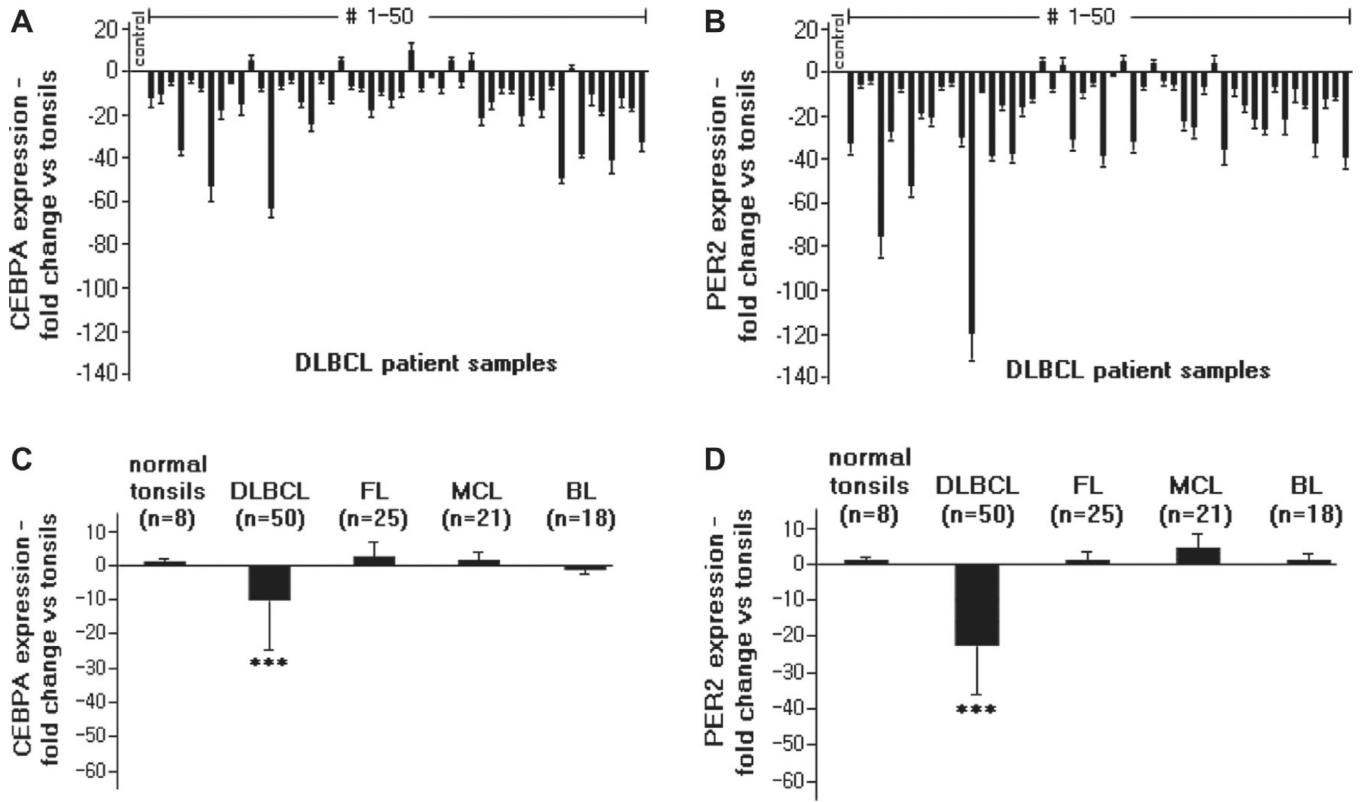 A
# 1-50
control
CEBPA expression -
fold change vs tonsils
20
0
-20
-40
-60
-80
-100
-120
-140
DLBCL patient samples
B
# 1-50
control
PER2 expression -
fold change vs tonsils
20
0
-20
-40
-60
-80
-100
-120
-140
DLBCL patient samples
C
normal
tonsils DLBCL FL MCL BL
(n=8) (n=50) (n=25) (n=21) (n=18)
CEBPA expression -
fold change vs tonsils
10
0
-10
-20
-30
-40
-50
-60
***
D
normal
tonsils DLBCL FL MCL BL
(n=8) (n=50) (n=25) (n=21) (n=18)
PER2 expression -
fold change vs tonsils
10
0
-10
-20
-30
-40
-50
-60
***